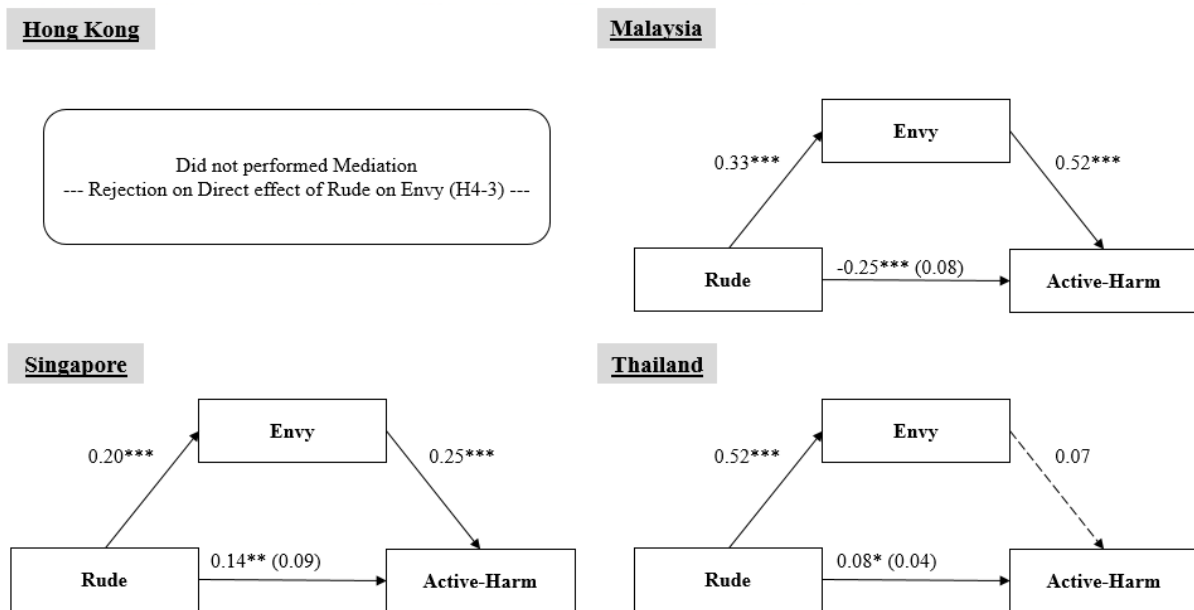 Hong Kong
Did not performed Mediation
--- Rejection on Direct effect of Rude on Envy (H4-3) ---
Malaysia
Envy
0.33***
0.52***
Rude
-0.25*** (0.08)
Active-Harm
Singapore
Envy
0.20***
0.25***
Rude
0.14** (0.09)
Active-Harm
Thailand
Envy
0.52***
0.07
Rude
0.08* (0.04)
Active-Harm